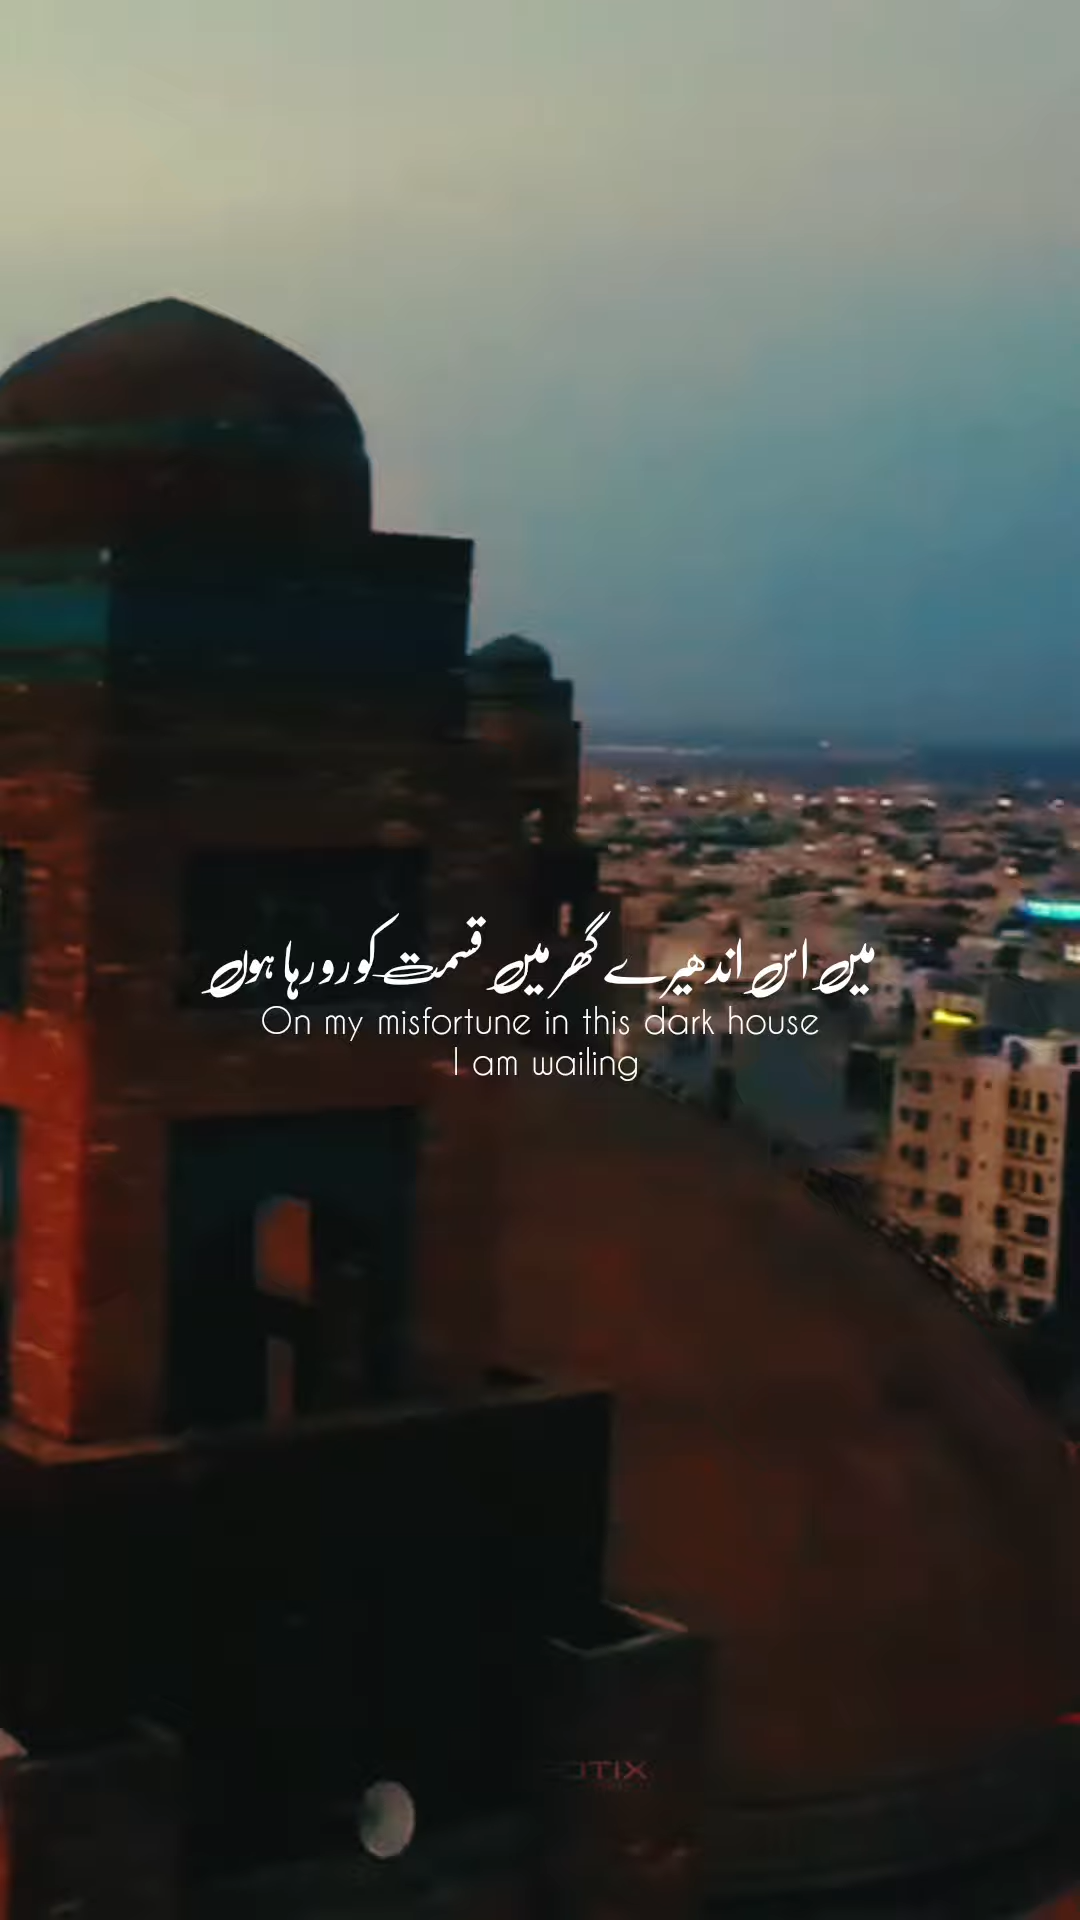 میں اس اندھیرے گھر میں قسمت کو رو رہا ہوں
On my misfortune in this dark house
I am wailing